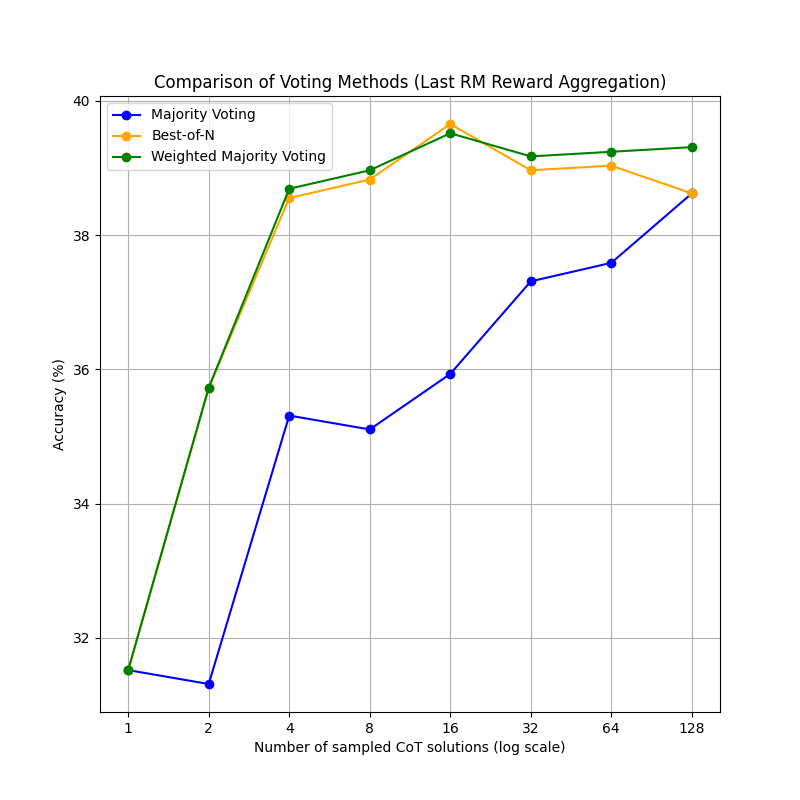 Comparison of Voting Methods (Last RM Reward Aggregation)
Majority Voting
Best-of-N
Weighted Majority Voting
40
38
36
34
32
Accuracy (%)
1 2 4 8 16 32 64 128
Number of sampled CoT solutions (log scale)